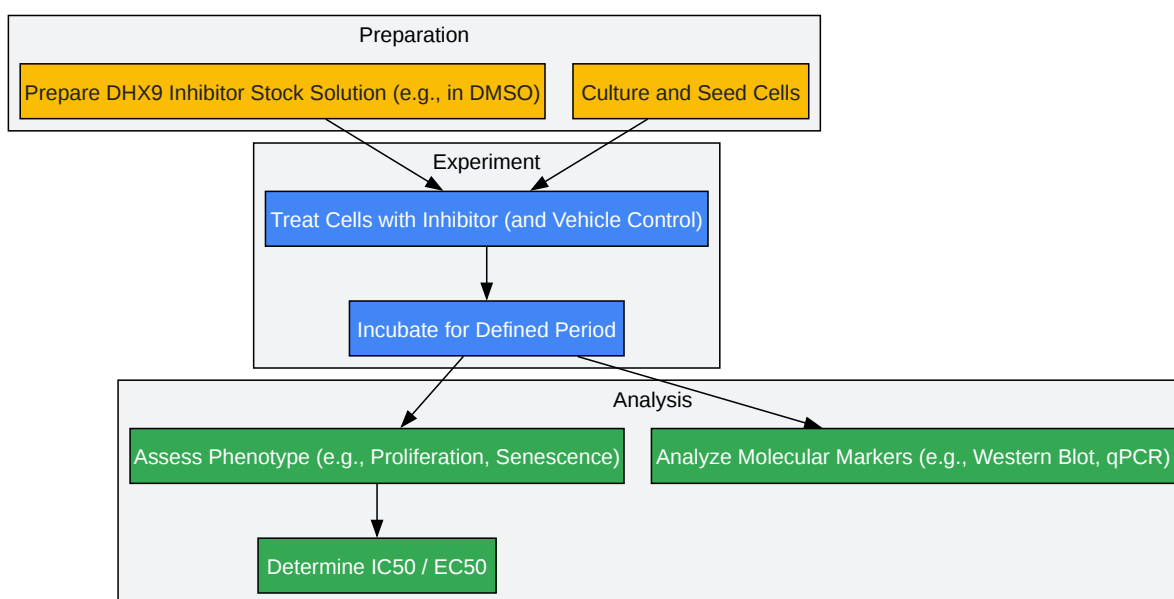 Preparation
Prepare DHX9 Inhibitor Stock Solution (e.g., in DMSO)
Culture and Seed Cells
Experiment
Treat Cells with Inhibitor (and Vehicle Control)
Incubate for Defined Period
Analysis
Assess Phenotype (e.g., Proliferation, Senescence)
Analyze Molecular Markers (e.g., Western Blot, qPCR)
Determine IC50 / EC50